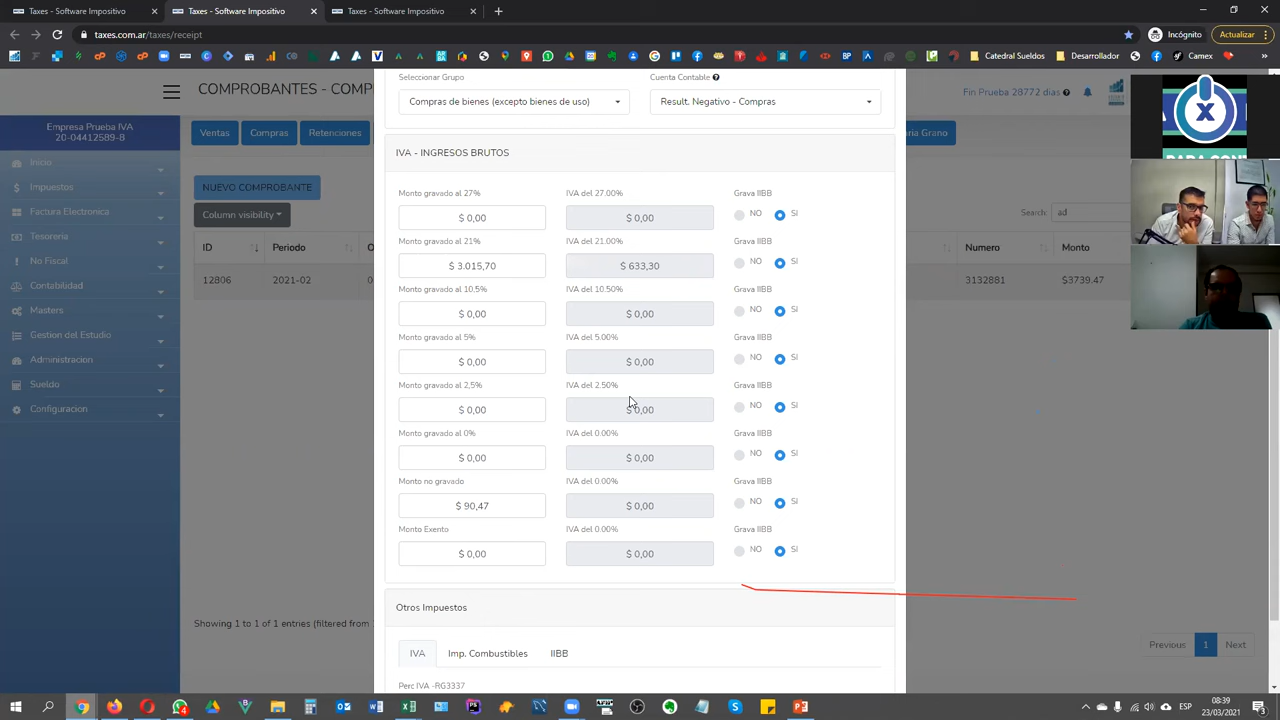 Taxes - Software Impositivo
Taxes - Software Impositivo
Taxes - Software Impositivo
taxes.com.ar/taxes/receipt
Incógnito
Actualizar
Catedral Sueldos
Seleccionar Grupo
Cuenta Contable
Compras de bienes (excepto bienes de uso)
Result. Negativo - Compras
COMPROBANTES - COMP
Fin Prueba 28772 dias
Empresa Prueba IVA
20-04412589-8
Ventas
Compras
Retenciones
aria Grano
Inicio
Impuestos
Factura Electronica
Tesoreria
No Fiscal
Contabilidad
Masters
Gestion del Estudio
Administracion
Sueldo
Configuracion
NUEVO COMPROBANTE
Column visibility
Search:
ad
ID
Periodo
Numero
Monto
12806
2021-02
3132881
$3739.47
IVA - INGRESOS BRUTOS
Monto gravado al 27%
IVA del 27.00%
Grava IIBB
$ 0,00
$ 0,00
NO
SI
Monto gravado al 21%
IVA del 21.00%
Grava IIBB
$ 3.015,70
$ 633,30
NO
SI
Monto gravado al 10,5%
IVA del 10.50%
Grava IIBB
$ 0,00
$ 0,00
NO
SI
Monto gravado al 5%
IVA del 5.00%
Grava IIBB
$ 0,00
$ 0,00
NO
SI
Monto gravado al 2,5%
IVA del 2.50%
Grava IIBB
$ 0,00
$ 0,00
NO
SI
Monto gravado al 0%
IVA del 0.00%
Grava IIBB
$ 0,00
$ 0,00
NO
SI
Monto no gravado
IVA del 0.00%
Grava IIBB
$ 90,47
$ 0,00
NO
SI
Monto Exento
IVA del 0.00%
Grava IIBB
$ 0,00
$ 0,00
NO
SI
Otros Impuestos
IVA
Imp. Combustibles
IIBB
Perc IVA -RG3337
Showing 1 to 1 of 1 entries (filtered from
Previous
1
Next
ESP
08:39
23/03/2021